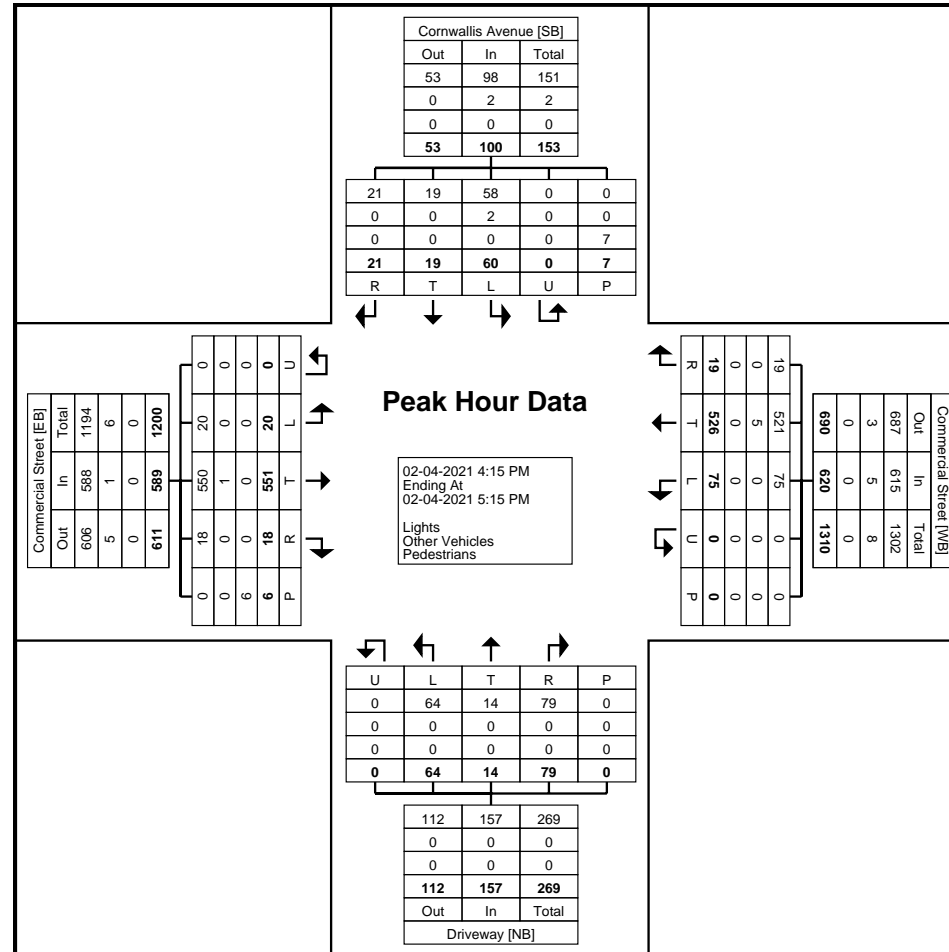 Cornwallis Avenue [SB]
Out In Total
53 98 151
0 2 2
0 0 0
53 100 153
21 19 58 0 0
0 0 2 0 0
0 0 0 0 7
21 19 60 0 7
R T L U P
Commercial Street [EB]
Total In Out
1194 588 606
6 1 5
0 0 0
1200 589 611
0 20 550 18 0
0 0 1 0 0
0 0 0 0 6
0 20 551 18 6
U L T R P
Peak Hour Data
02-04-2021 4:15 PM
Ending At
02-04-2021 5:15 PM
Lights
Other Vehicles
Pedestrians
R T L U P
19 526 75 0 0
0 0 0 0 0
0 5 0 0 0
19 521 75 0 0
Commercial Street [WB]
Out In Total
687 615 1302
3 5 8
0 0 0
690 620 1310
U L T R P
0 64 14 79 0
0 0 0 0 0
0 0 0 0 0
0 64 14 79 0
112 157 269
0 0 0
0 0 0
112 157 269
Out In Total
Driveway [NB]